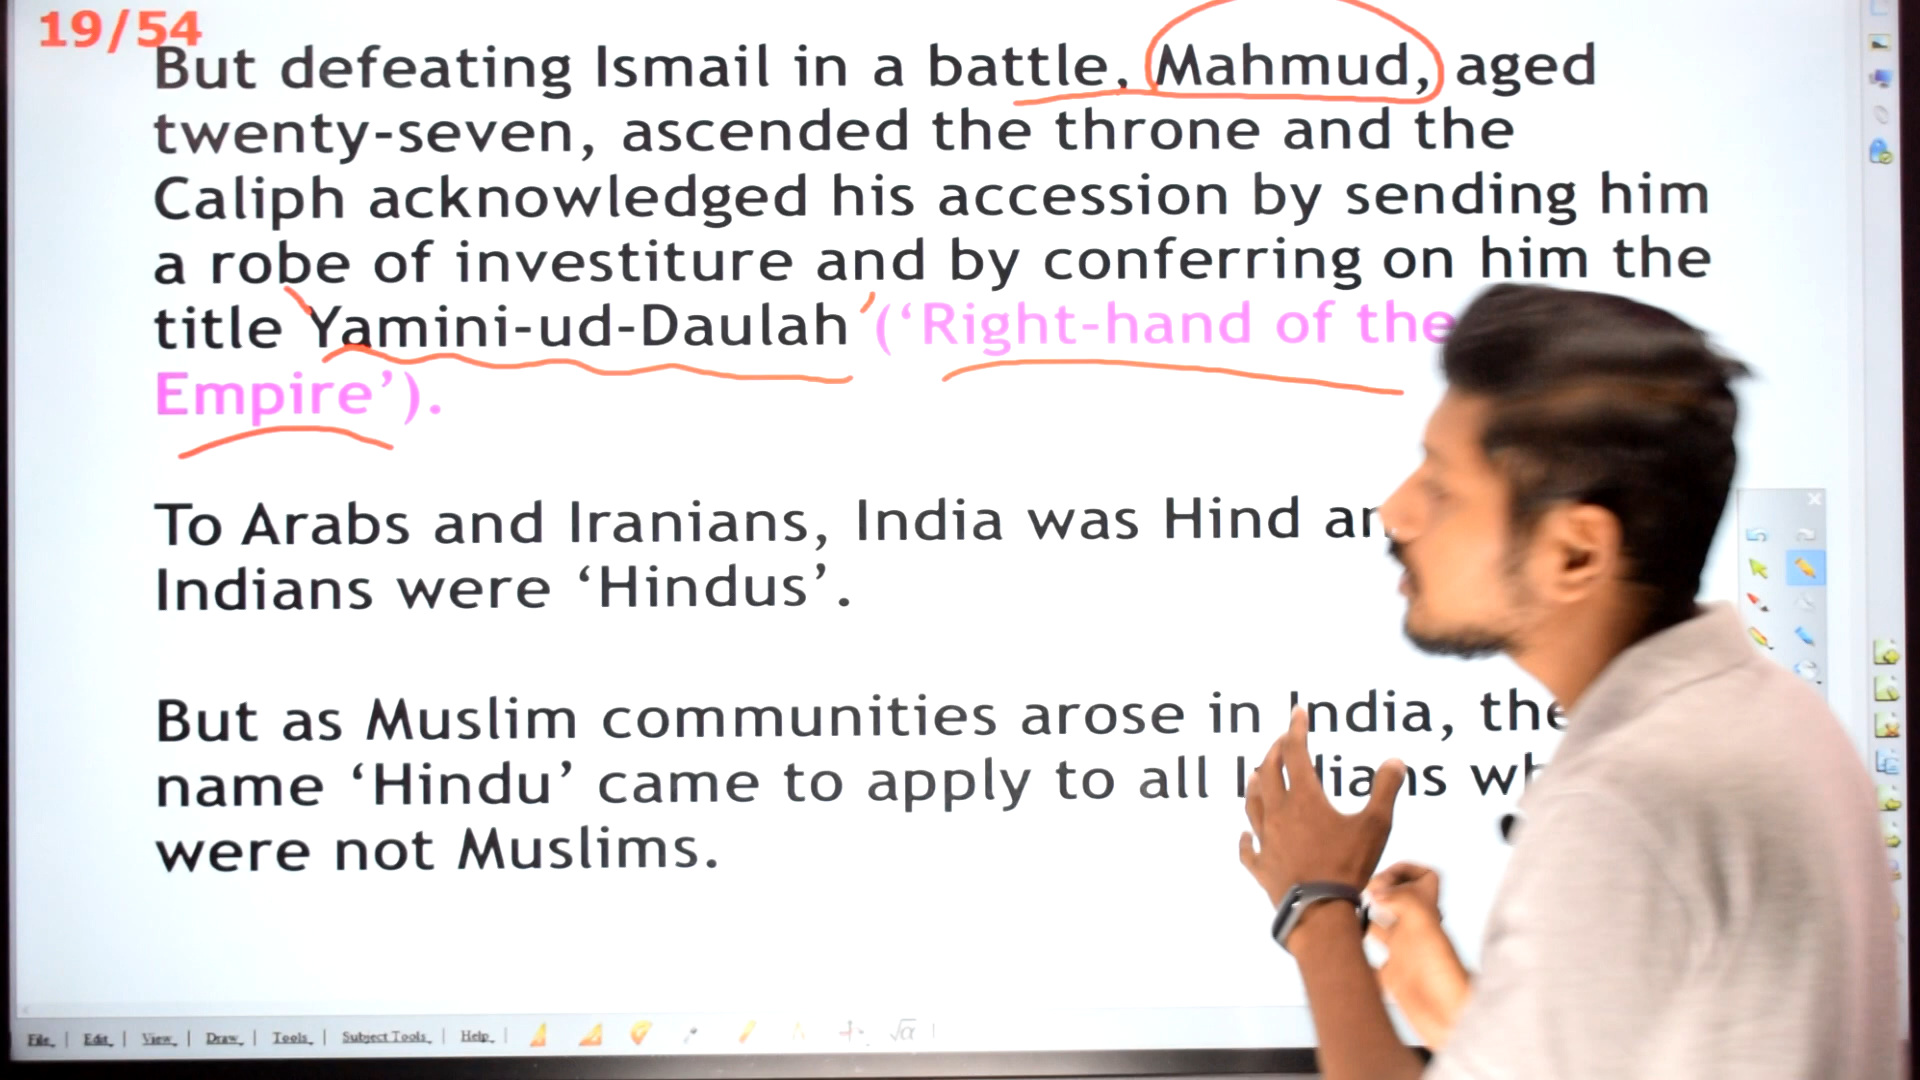 19/54
But defeating Ismail in a battle, Mahmud, aged
twenty-seven, ascended the throne and the
Caliph acknowledged his accession by sending him
a robe of investiture and by conferring on him the
title Yamini-ud-Daulah (‘Right-hand of the
Empire’).
To Arabs and Iranians, India was Hind
Indians were ‘Hindus’.
But as Muslim communities arose in India, the
name ‘Hindu’ came to apply to all Indians
were not Muslims.
File | Edit | View | Draw | Tools | Subject Tools | Help |
√α